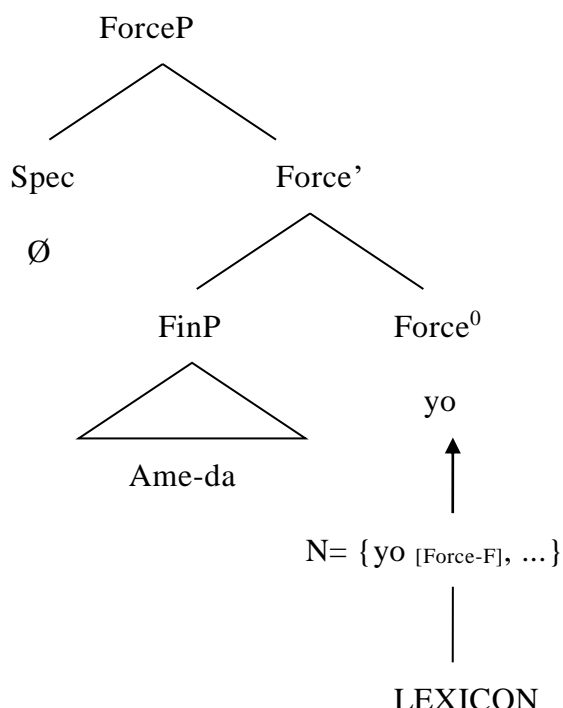 ForceP
Spec Force’
Ø
FinP Force⁰
yo
Ame-da
N= {yo [Force-F], ...}
LEXICON